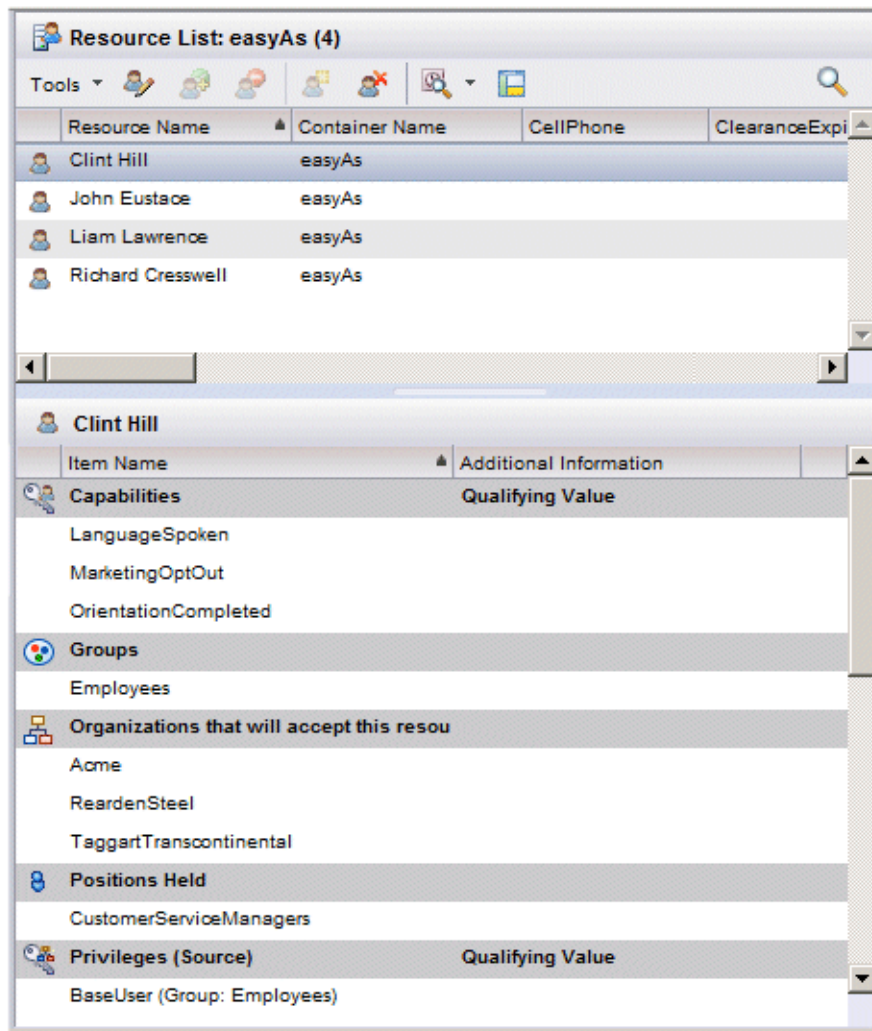 Resource List: easyAs (4)
Tools
Resource Name Container Name CellPhone ClearanceExpi
Clint Hill easyAs
John Eustace easyAs
Liam Lawrence easyAs
Richard Cresswell easyAs
Clint Hill
Item Name Additional Information
Capabilities Qualifying Value
LanguageSpoken
MarketingOptOut
OrientationCompleted
Groups
Employees
Organizations that will accept this resou
Acme
ReardenSteel
TaggartTranscontinental
Positions Held
CustomerServiceManagers
Privileges (Source) Qualifying Value
BaseUser (Group: Employees)